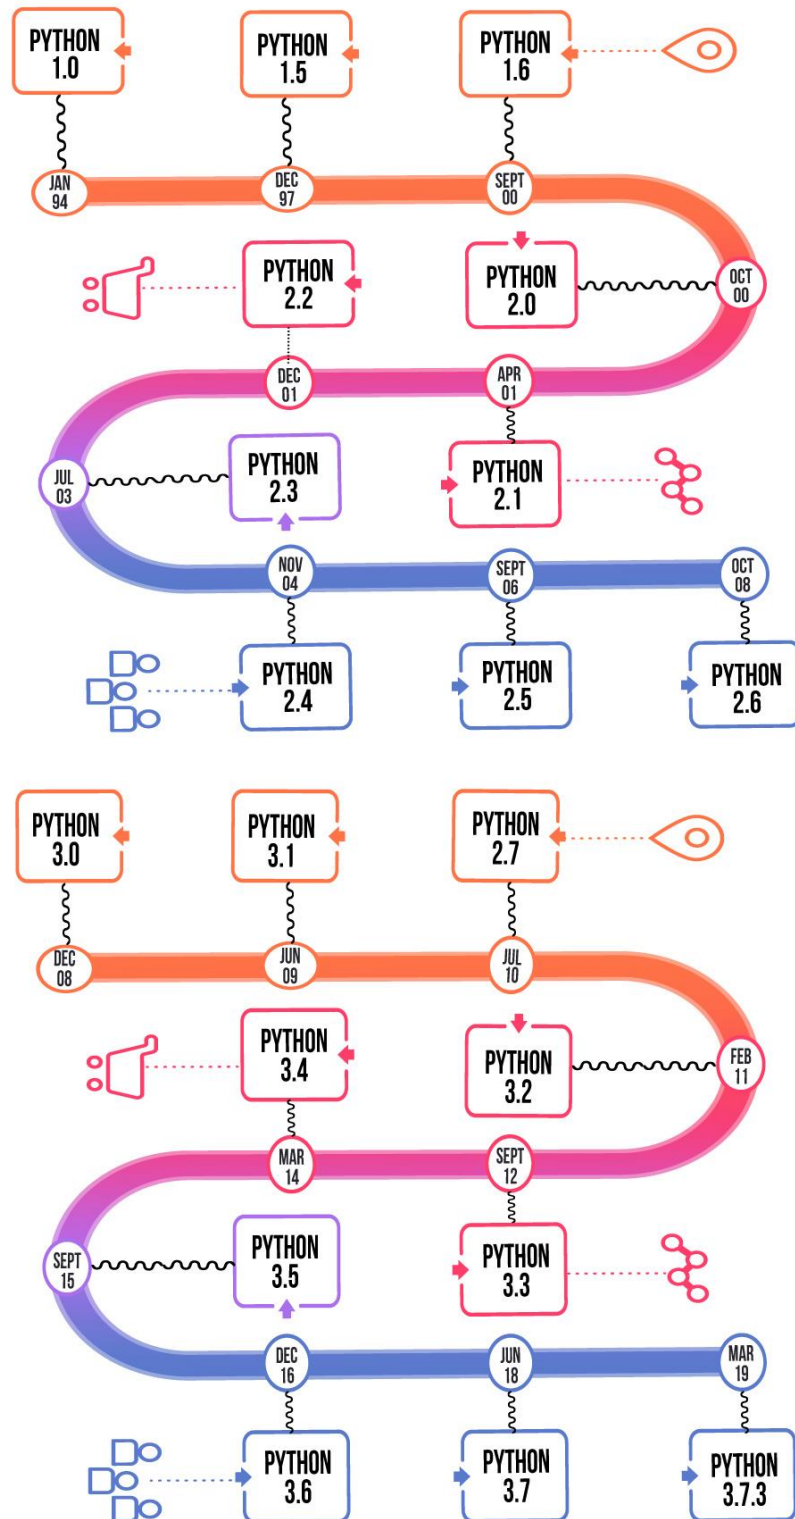 PYTHON
1.0
PYTHON
1.5
PYTHON
1.6
JAN
94
DEC
97
SEPT
00
PYTHON
2.2
PYTHON
2.0
OCT
00
DEC
01
APR
01
JUL
03
PYTHON
2.3
PYTHON
2.1
NOV
04
SEPT
06
OCT
08
PYTHON
2.4
PYTHON
2.5
PYTHON
2.6
PYTHON
3.0
PYTHON
3.1
PYTHON
2.7
DEC
08
JUN
09
JUL
10
PYTHON
3.4
PYTHON
3.2
FEB
11
MAR
14
SEPT
12
SEPT
15
PYTHON
3.5
PYTHON
3.3
DEC
16
JUN
18
MAR
19
PYTHON
3.6
PYTHON
3.7
PYTHON
3.7.3